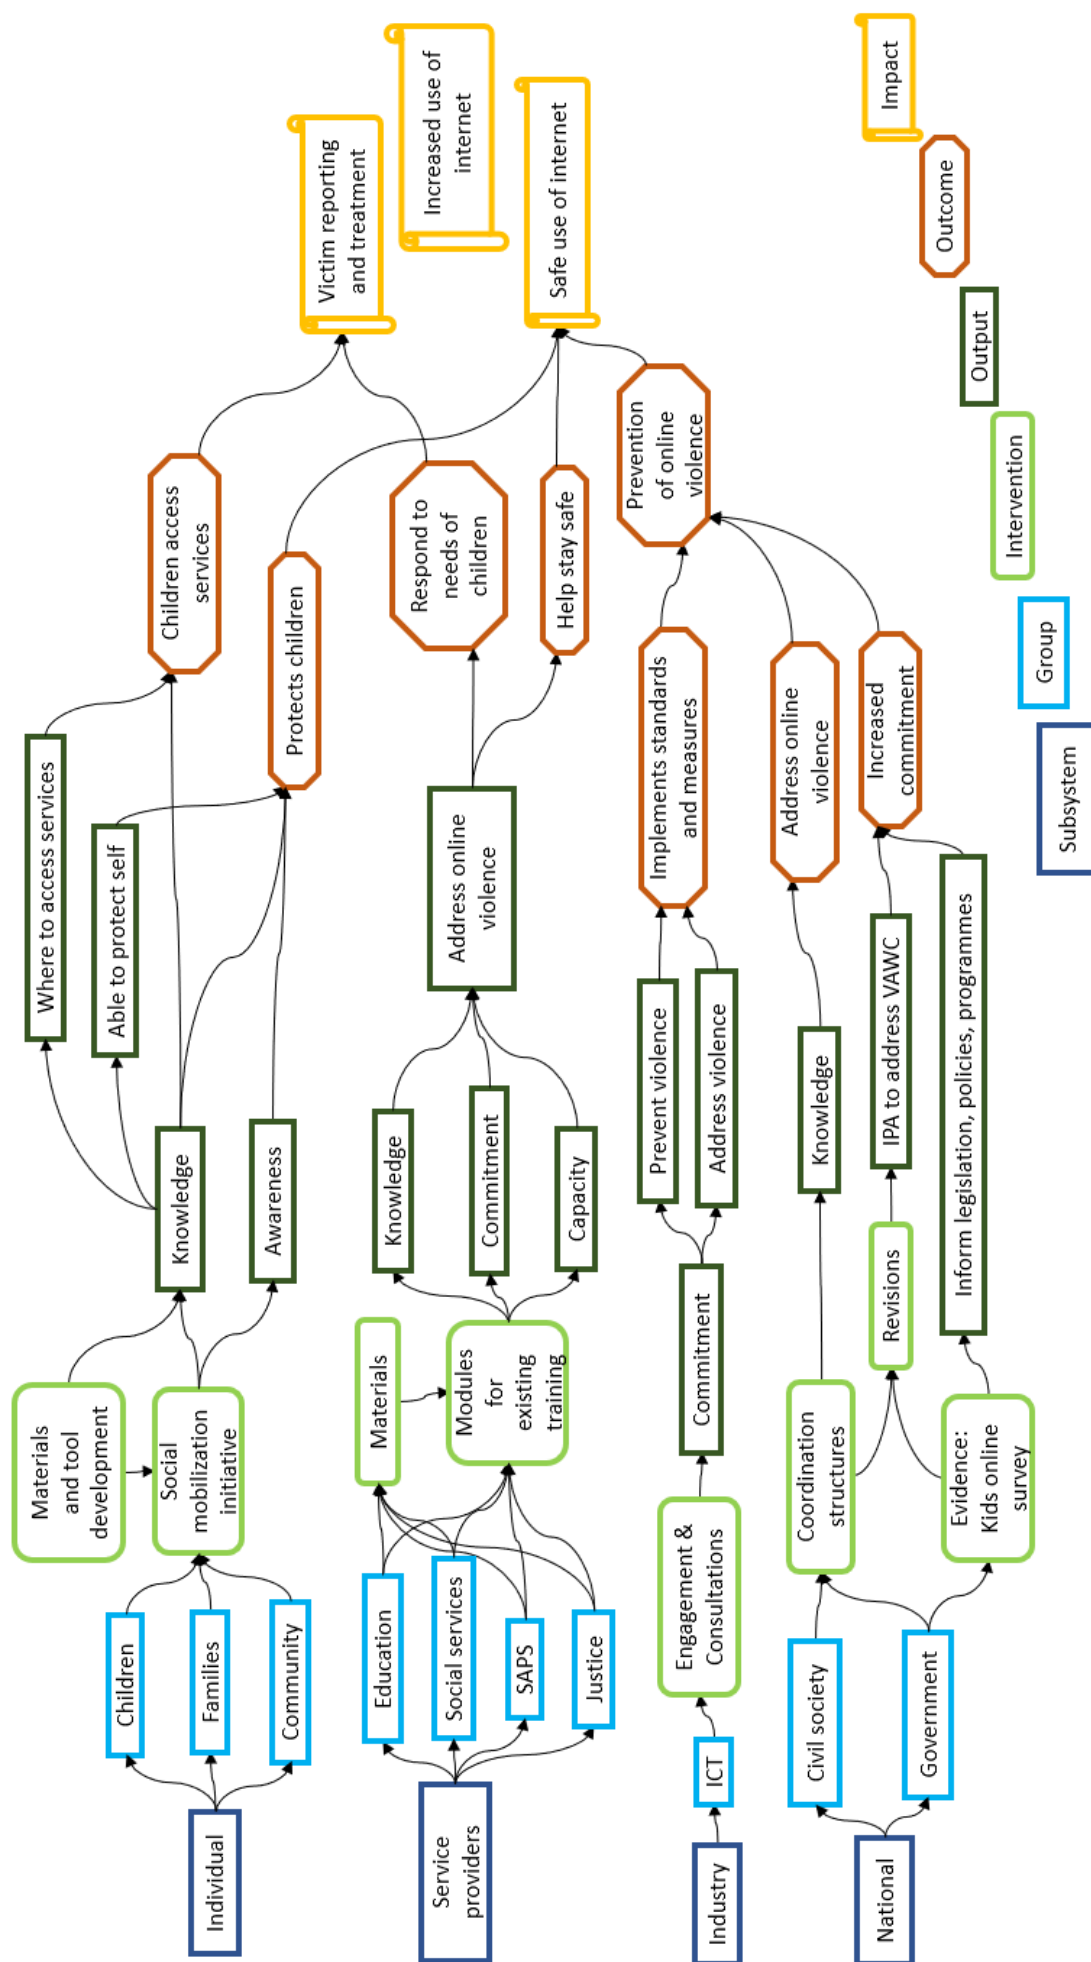 Individual
Children
Families
Community
Materials
and tool
development
Social
mobilization
initiative
Knowledge
Awareness
Where to access services
Able to protect self
Children access
services
Protects children
Victim reporting
and treatment
Increased use of
internet
Safe use of internet
Service
providers
Education
Social services
SAPS
Justice
Materials
Modules
for
existing
training
Knowledge
Commitment
Capacity
Address online
violence
Respond to
needs of
children
Help stay safe
Industry
ICT
Engagement &
Consultations
Commitment
Prevent violence
Address violence
Implements standards
and measures
Prevention
of online
violence
National
Civil society
Government
Coordination
structures
Evidence:
Kids online
survey
Revisions
Knowledge
IPA to address VAWC
Inform legislation, policies, programmes
Address online
violence
Increased
commitment
Subsystem
Group
Intervention
Output
Outcome
Impact